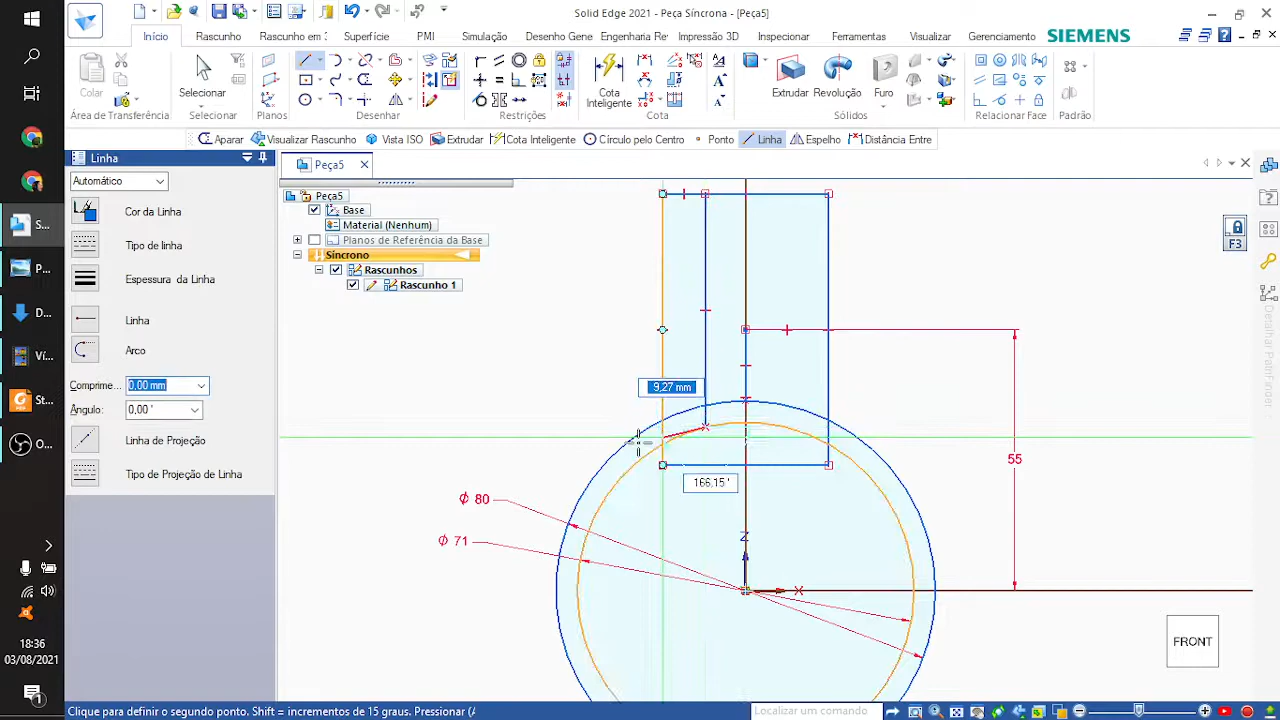 Solid Edge 2021 - Peça Síncrona - [Peça5]
Início
Rascunho
Rascunho em :
Superfície
PMI
Simulação
Desenho Gene
Engenharia Re
Impressão 3D
Inspecionar
Ferramentas
Visualizar
Gerenciamento
SIEMENS
Colar
Selecionar
Cota Inteligente
Extrudar
Revolução
Furo
Área de Transferência
Selecionar
Planos
Desenhar
Restrições
Cota
Sólidos
Relacionar Face
Padrão
Aparar
Visualizar Rascunho
Vista ISO
Extrudar
Cota Inteligente
Círculo pelo Centro
Ponto
Linha
Espelho
Distância Entre
Linha
Peça5
Automático
Cor da Linha
Tipo de linha
Espessura da Linha
Linha
Arco
Comprime...
0,00 mm
Ângulo:
0,00 °
Linha de Projeção
Tipo de Projeção de Linha
Peça5
Base
Material (Nenhum)
Planos de Referência da Base
Síncrono
Rascunhos
Rascunho 1
F3
Detalhar PathFinder
9,27 mm
166,15 °
55
ϕ 80
ϕ 71
Z
X
FRONT
S...
P...
D...
Ví...
St...
O...
18:36
03/08/2021
Clique para definir o segundo ponto. Shift = incrementos de 15 graus. Pressionar (A
Localizar um comando